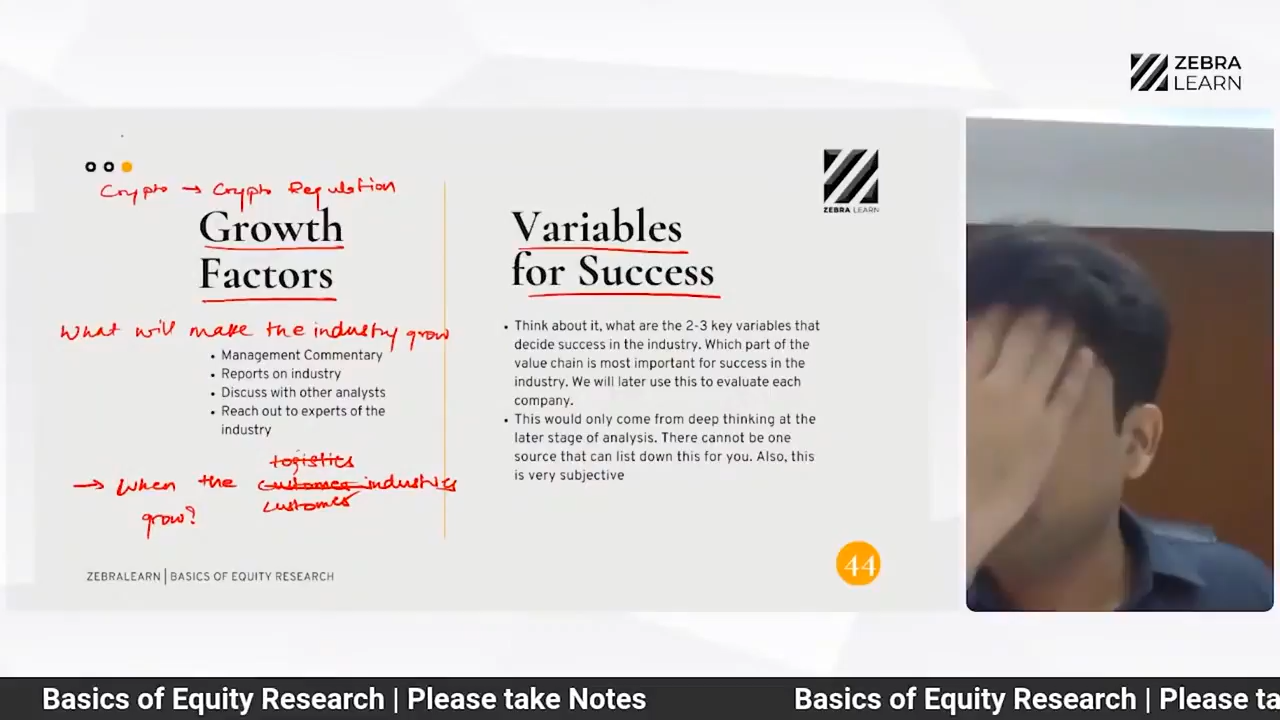 ZEBRA
LEARN
Crypto → Crypto Regulation
Growth
Factors
What will make the industry grow
• Management Commentary
• Reports on industry
• Discuss with other analysts
• Reach out to experts of the
industry
logistics
→ When the customer industries
customer
grow?
ZEBRALEARN | BASICS OF EQUITY RESEARCH
ZEBRA LEARN
Variables
for Success
• Think about it, what are the 2-3 key variables that
decide success in the industry. Which part of the
value chain is most important for success in the
industry. We will later use this to evaluate each
company.
• This would only come from deep thinking at the
later stage of analysis. There cannot be one
source that can list down this for you. Also, this
is very subjective
44
Basics of Equity Research | Please take Notes
Basics of Equity Research | Please ta